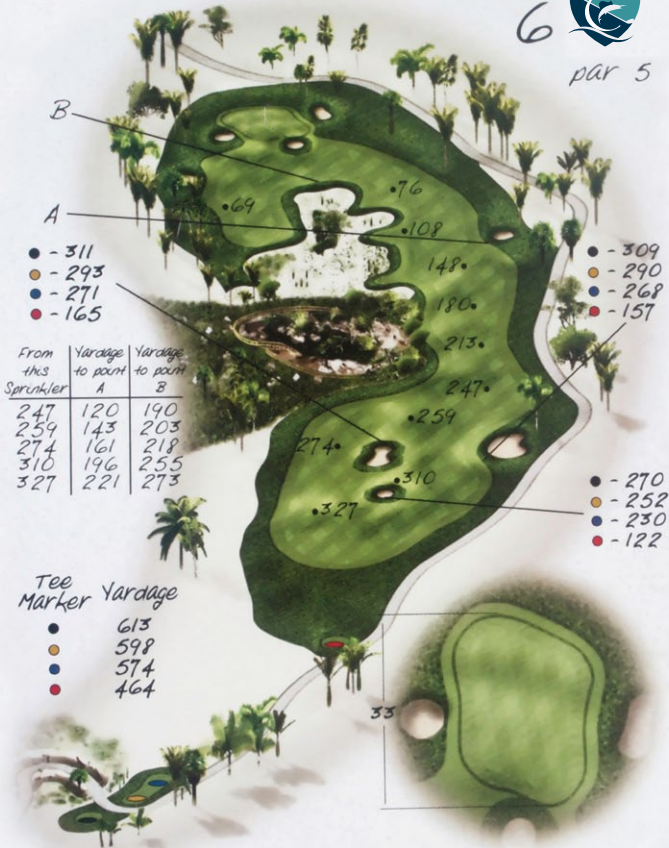 6
par 5
B
76
69
A
108
- 311
- 293
- 271
- 165
148
- 309
- 290
- 268
- 157
180
213
From this Sprinkler | Yardage to point A | Yardage to point B
247 120 190
259 143 203
274 161 218
310 196 255
327 221 273
247
259
274
310
327
- 270
- 252
- 230
- 122
Tee Marker Yardage
613
598
574
464
33